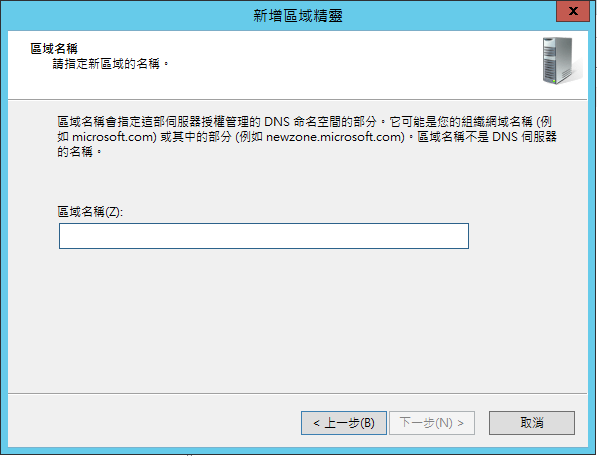 新增區域精靈
x
區域名稱
請指定新區域的名稱。
區域名稱會指定這部伺服器授權管理的 DNS 命名空間的部分。它可能是您的組織網域名稱 (例
如 microsoft.com) 或其中的部分 (例如 newzone.microsoft.com)。區域名稱不是 DNS 伺服器
的名稱。
區域名稱(Z):
< 上一步(B) 下一步(N) > 取消